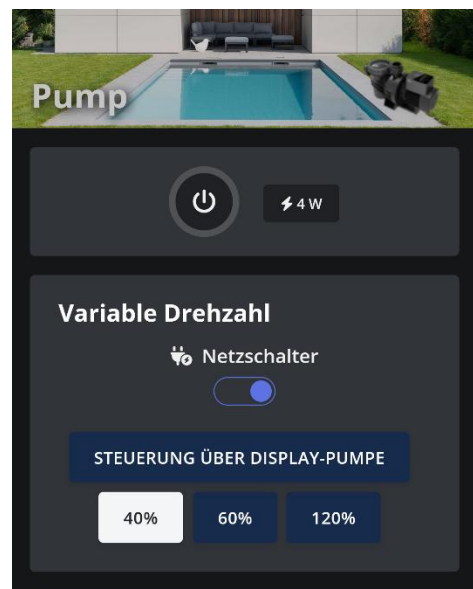 Pump
4 W
Variable Drehzahl
Netzschalter
STEUERUNG ÜBER DISPLAY-PUMPE
40% 60% 120%